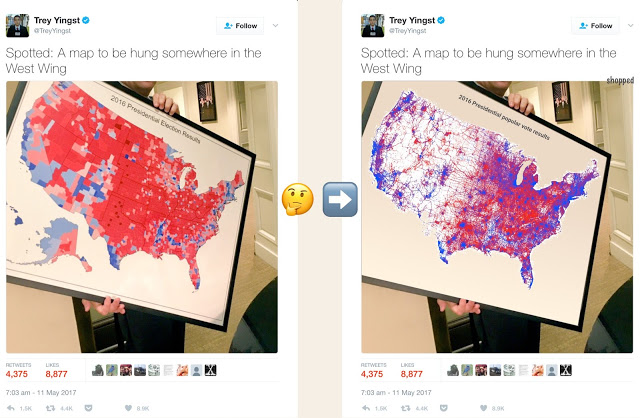 Trey Yingst
@TreyYingst
Follow
Spotted: A map to be hung somewhere in the
West Wing
2016 Presidential Election Results
RETWEETS LIKES
4,375 8,877
7:03 am - 11 May 2017
1.5K 4.4K 8.9K
Trey Yingst
@TreyYingst
Follow
Spotted: A map to be hung somewhere in the
West Wing
shopped
2016 Presidential popular vote results
RETWEETS LIKES
4,375 8,877
7:03 am - 11 May 2017
1.5K 4.4K 8.9K